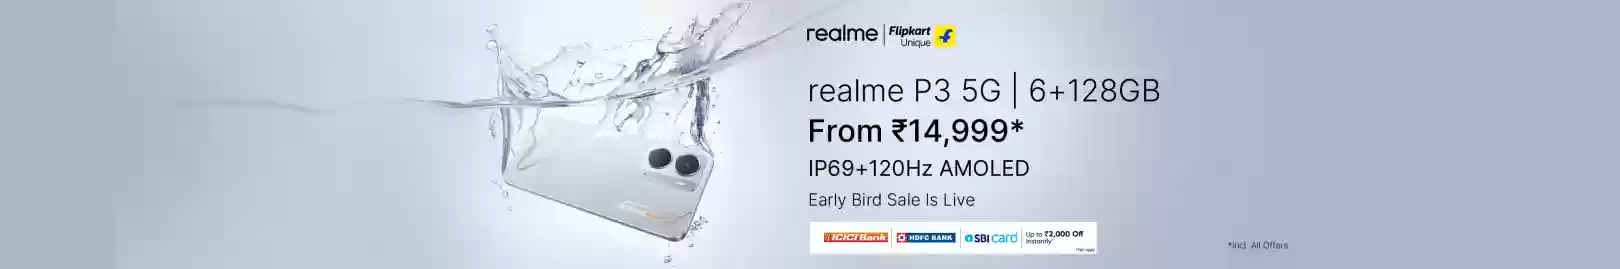 realme | Flipkart Unique
realme P3 5G | 6+128GB
From ₹14,999*
IP69+120Hz AMOLED
Early Bird Sale Is Live
ICICI Bank | HDFC BANK | SBI card | Up to ₹2,000 Off Instantly*
*T&C Apply
*Incl. All Offers